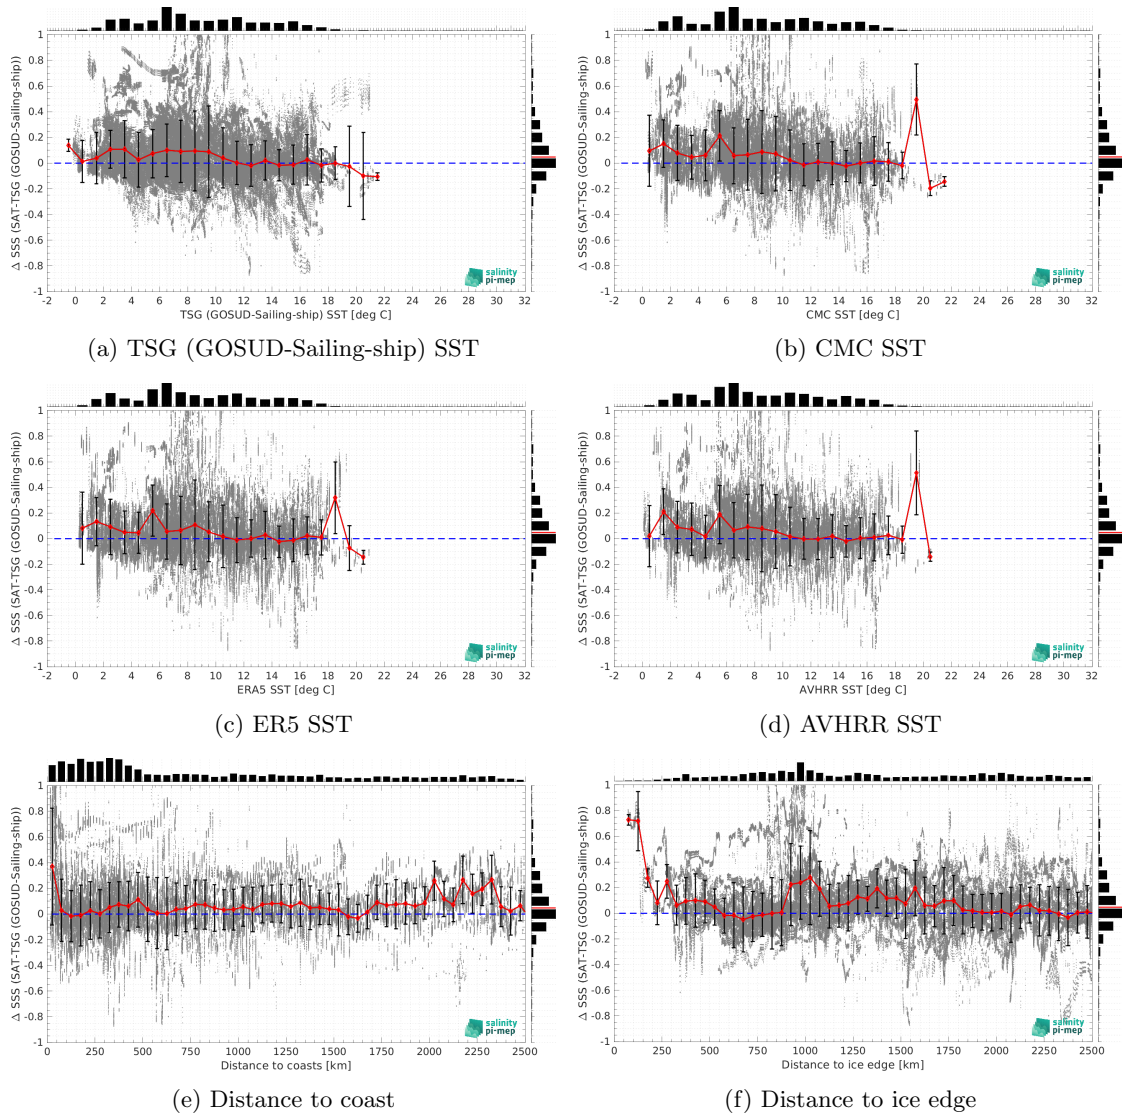 1
0.8
0.6
0.4
0.2
0
-0.2
-0.4
-0.6
-0.8
-1
Δ SSS (SAT-TSG (GOSUD-Sailing-ship))
-2 0 2 4 6 8 10 12 14 16 18 20 22 24 26 28 30 32
TSG (GOSUD-Sailing-ship) SST [deg C]
salinity
pi-mep
(a) TSG (GOSUD-Sailing-ship) SST
1
0.8
0.6
0.4
0.2
0
-0.2
-0.4
-0.6
-0.8
-1
Δ SSS (SAT-TSG (GOSUD-Sailing-ship))
-2 0 2 4 6 8 10 12 14 16 18 20 22 24 26 28 30 32
CMC SST [deg C]
salinity
pi-mep
(b) CMC SST
1
0.8
0.6
0.4
0.2
0
-0.2
-0.4
-0.6
-0.8
-1
Δ SSS (SAT-TSG (GOSUD-Sailing-ship))
-2 0 2 4 6 8 10 12 14 16 18 20 22 24 26 28 30 32
ERA5 SST [deg C]
salinity
pi-mep
(c) ER5 SST
1
0.8
0.6
0.4
0.2
0
-0.2
-0.4
-0.6
-0.8
-1
Δ SSS (SAT-TSG (GOSUD-Sailing-ship))
-2 0 2 4 6 8 10 12 14 16 18 20 22 24 26 28 30 32
AVHRR SST [deg C]
salinity
pi-mep
(d) AVHRR SST
1
0.8
0.6
0.4
0.2
0
-0.2
-0.4
-0.6
-0.8
-1
Δ SSS (SAT-TSG (GOSUD-Sailing-ship))
0 250 500 750 1000 1250 1500 1750 2000 2250 2500
Distance to coasts [km]
salinity
pi-mep
(e) Distance to coast
1
0.8
0.6
0.4
0.2
0
-0.2
-0.4
-0.6
-0.8
-1
Δ SSS (SAT-TSG (GOSUD-Sailing-ship))
0 250 500 750 1000 1250 1500 1750 2000 2250 2500
Distance to ice edge [km]
salinity
pi-mep
(f) Distance to ice edge